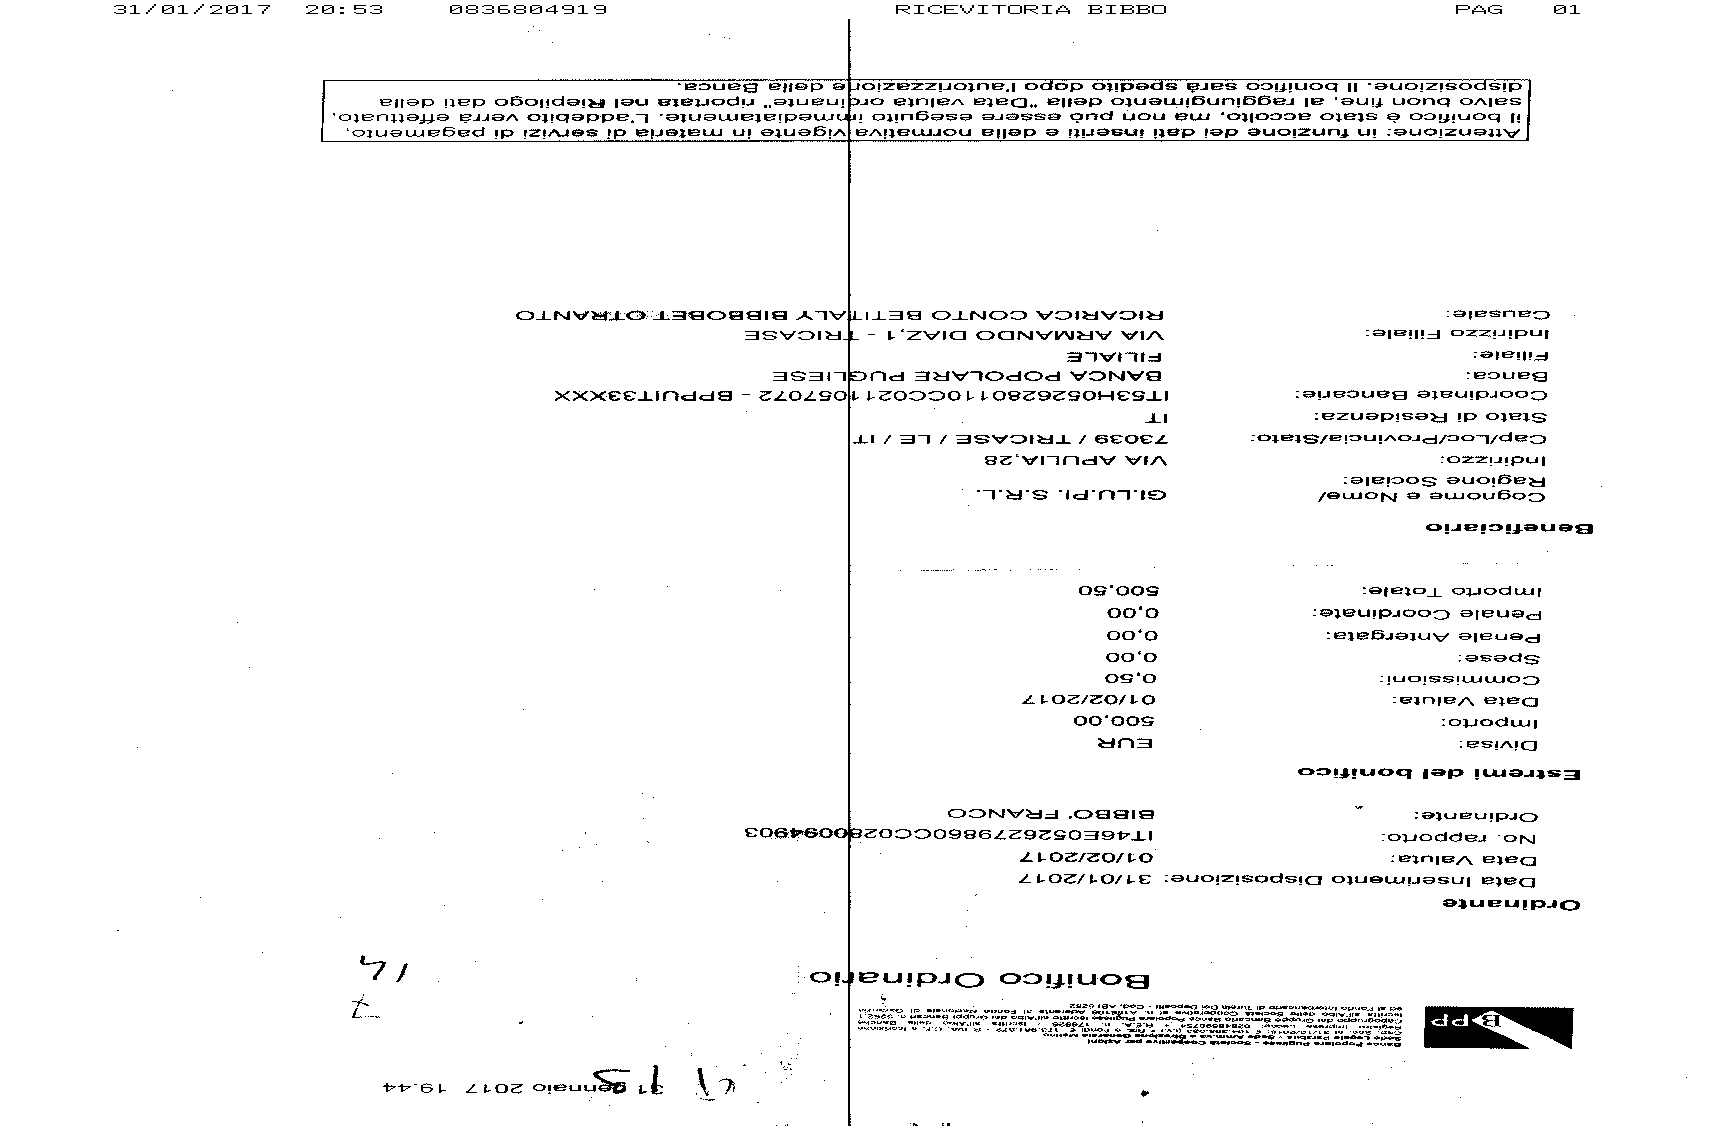 31/01/2017 20:53 0836804919 RICEVITORIA BIBBO PAG 01
31 gennaio 2017 19.44
BPP
Banca Popolare Pugliese - Società Cooperativa per Azioni
Bonifico Ordinario
Ordinante
Data Inserimento Disposizione: 31/01/2017
Data Valuta: 01/02/2017
No. rapporto: IT46E0526279860CC0280094903
Ordinante: BIBBO' FRANCO
Estremi del bonifico
Divisa: EUR
Importo: 500,00
Data Valuta: 01/02/2017
Commissioni: 0,50
Spese: 0,00
Penale Antergata: 0,00
Penale Coordinate: 0,00
Importo Totale: 500,50
Beneficiario
Cognome e Nome/
Ragione Sociale: GI.LU.PI. S.R.L.
Indirizzo: VIA APULIA,28
Cap/Loc/Provincia/Stato: 73039 / TRICASE / LE / IT
Stato di Residenza: IT
Coordinate Bancarie: IT53H0526280110CC0211057072 - BPPUIT33XXX
Banca: BANCA POPOLARE PUGLIESE
Filiale: FILIALE
Indirizzo Filiale: VIA ARMANDO DIAZ,1 - TRICASE
Causale: RICARICA CONTO BETITALY BIBBOBET OTRANTO
Attenzione: in funzione dei dati inseriti e della normativa vigente in materia di servizi di pagamento,
il bonifico è stato accolto, ma non può essere eseguito immediatamente. L'addebito verrà effettuato,
salvo buon fine, al raggiungimento della "Data valuta ordinante" riportata nel Riepilogo dati della
disposizione. Il bonifico sarà spedito dopo l'autorizzazione della Banca.